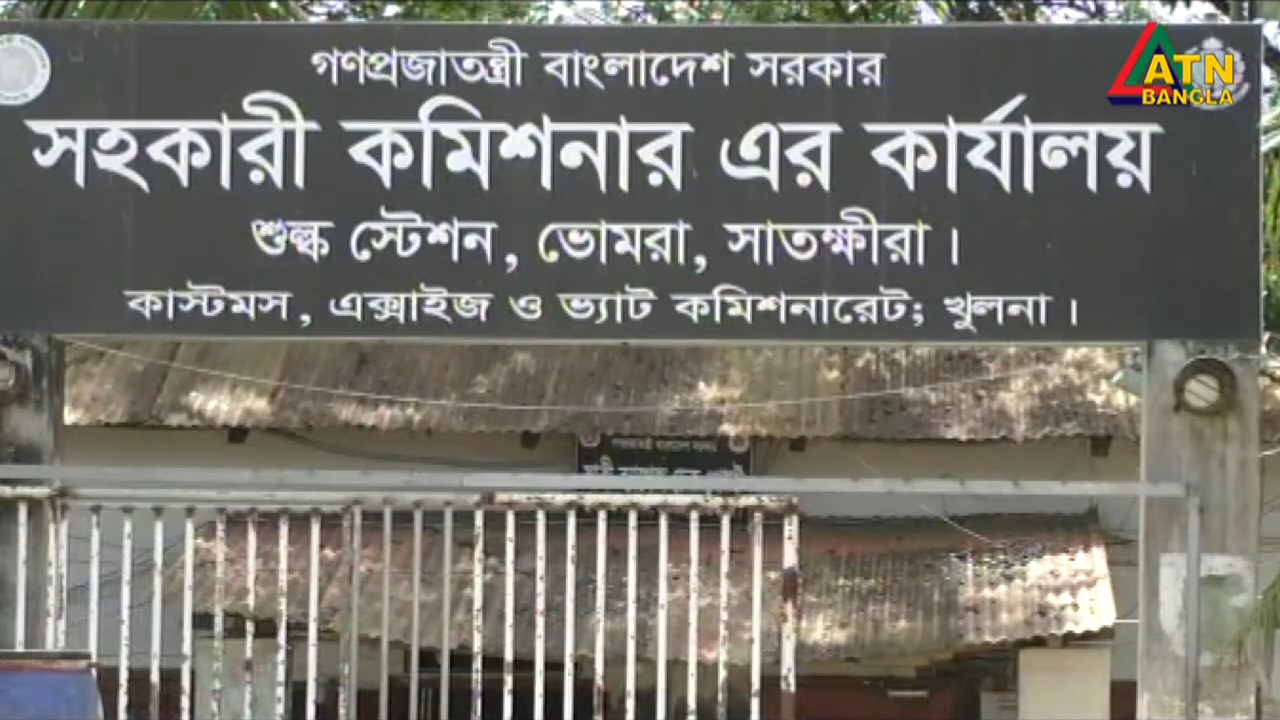 গণপ্রজাতন্ত্রী বাংলাদেশ সরকার
ATN
BANGLA
সহকারী কমিশনার এর কার্যালয়
শুল্ক স্টেশন, ভোমরা, সাতক্ষীরা।
কাস্টমস, এক্সাইজ ও ভ্যাট কমিশনারেট; খুলনা।